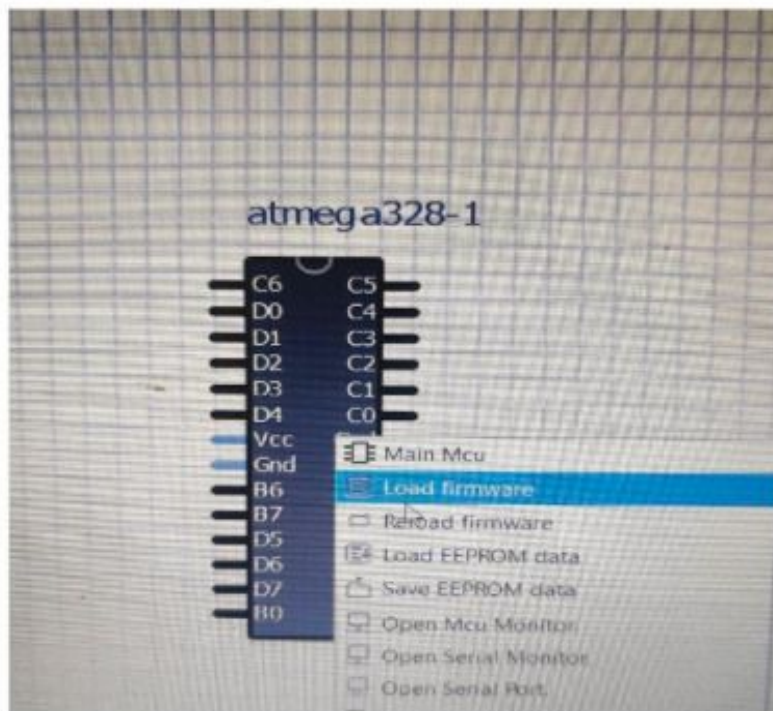 atmega328-1
C6 C5
D0 C4
D1 C3
D2 C2
D3 C1
D4 C0
Vcc
Gnd
B6
B7
D5
D6
D7
B0
Main Mcu
Load firmware
Reload firmware
Load EEPROM data
Save EEPROM data
Open Mcu Monitor.
Open Serial Monitor
Open Serial Port.